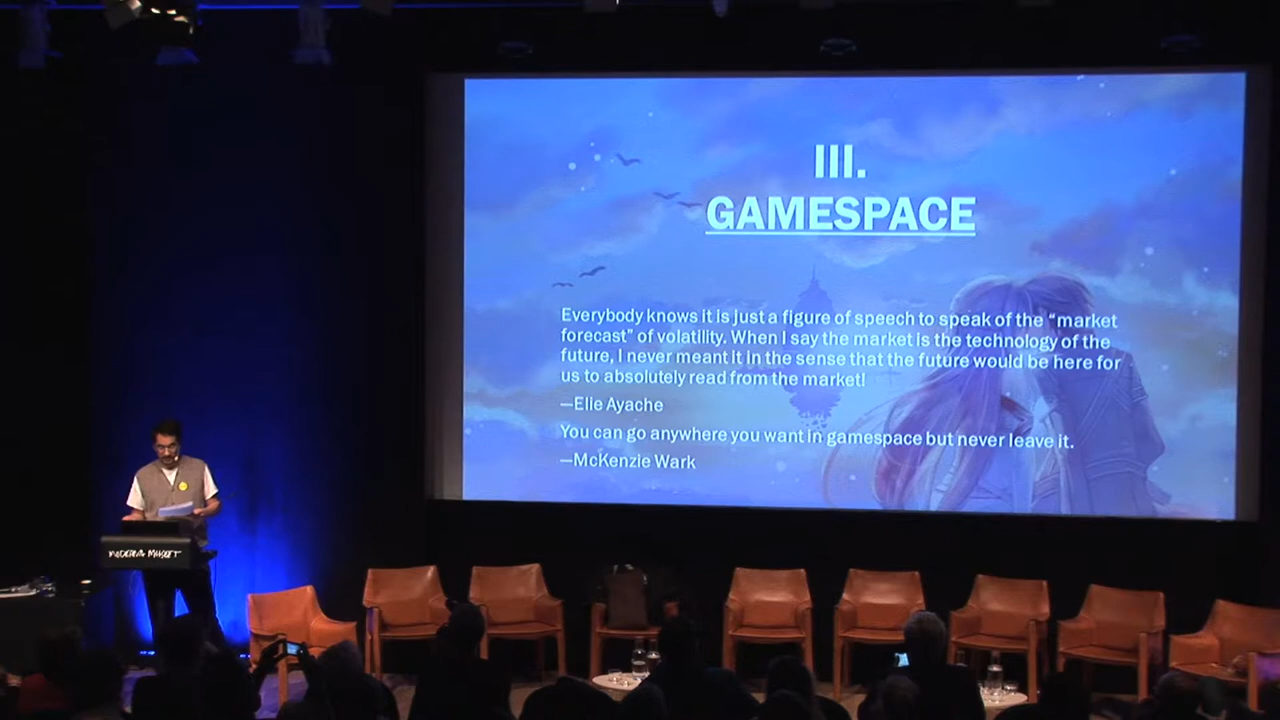 III.
GAMESPACE
Everybody knows it is just a figure of speech to speak of the “market
forecast” of volatility. When I say the market is the technology of the
future, I never meant it in the sense that the future would be here for
us to absolutely read from the market!
—Elie Ayache
You can go anywhere you want in gamespace but never leave it.
—McKenzie Wark
MODERNA MUSEET